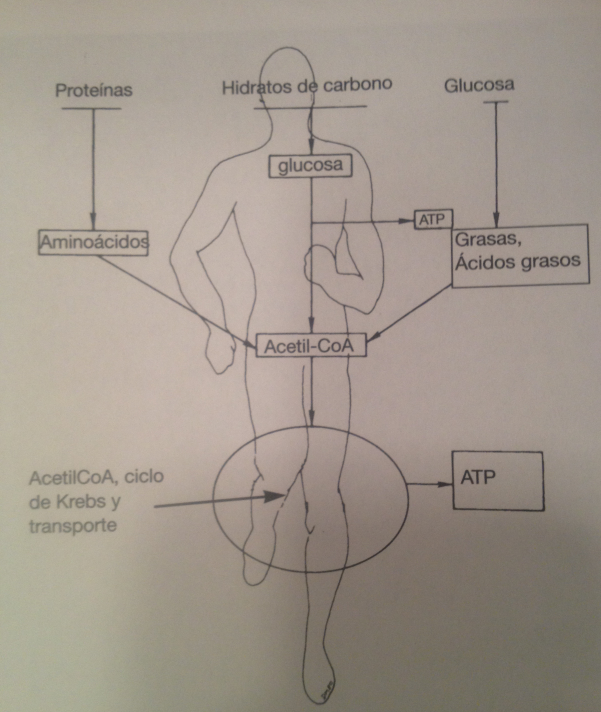 Proteínas
Hidratos de carbono
Glucosa
glucosa
ATP
Aminoácidos
Grasas,
Ácidos grasos
Acetil-CoA
AcetilCoA, ciclo
de Krebs y
transporte
ATP